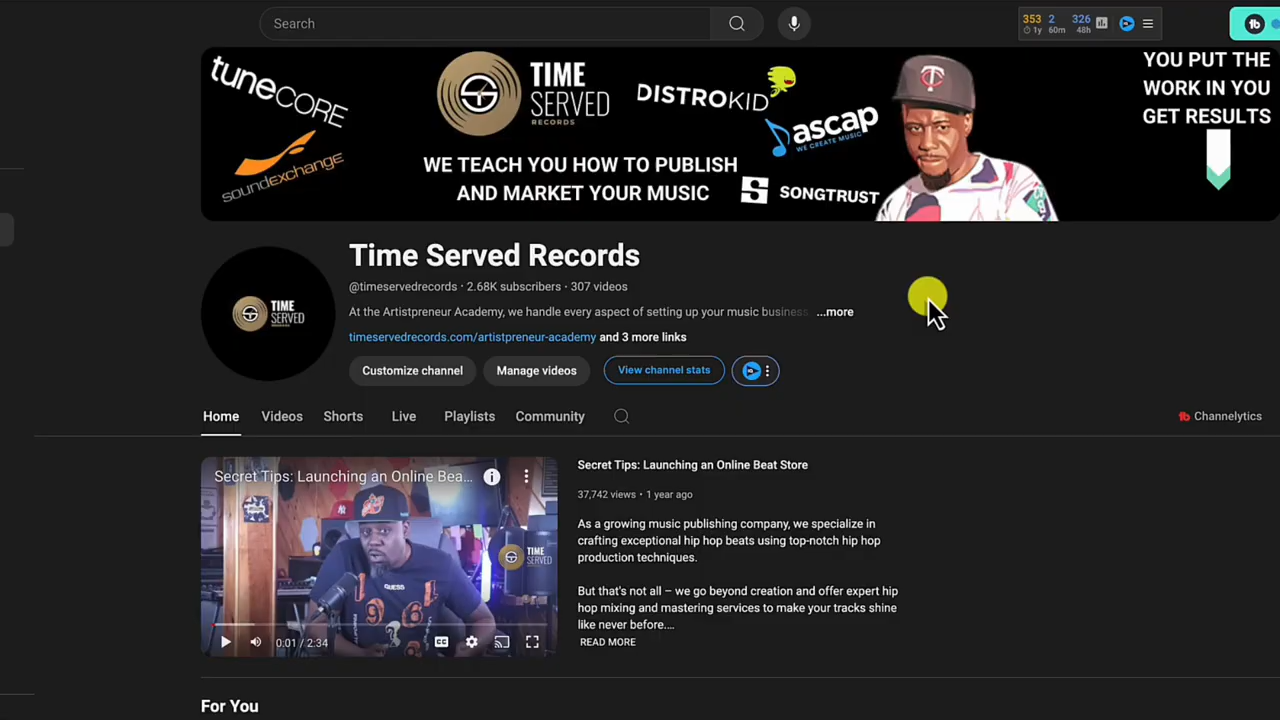 Search
353 2 326
1y 60m 48h
tunecore
soundexchange
TIME
SERVED
RECORDS
WE TEACH YOU HOW TO PUBLISH
AND MARKET YOUR MUSIC
DISTROKID
ascap
WE CREATE MUSIC
SONGTRUST
YOU PUT THE
WORK IN YOU
GET RESULTS
TIME
SERVED
Time Served Records
@timeservedrecords · 2.68K subscribers · 307 videos
At the Artistpreneur Academy, we handle every aspect of setting up your music business. ...more
timeservedrecords.com/artistpreneur-academy and 3 more links
Customize channel Manage videos View channel stats
Home Videos Shorts Live Playlists Community
Channelytics
Secret Tips: Launching an Online Bea...
TIME
SERVED
GUESS
1961
0:01 / 2:34
CC
Secret Tips: Launching an Online Beat Store
37,742 views · 1 year ago
As a growing music publishing company, we specialize in
crafting exceptional hip hop beats using top-notch hip hop
production techniques.
But that's not all – we go beyond creation and offer expert hip
hop mixing and mastering services to make your tracks shine
like never before....
READ MORE
For You